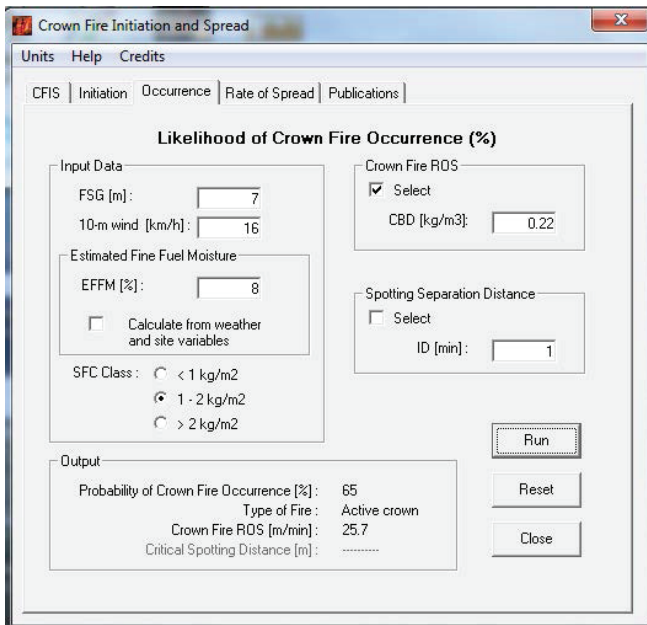 Crown Fire Initiation and Spread
Units Help Credits
CFIS Initiation Occurrence Rate of Spread Publications
Likelihood of Crown Fire Occurrence (%)
Input Data
FSG [m] : 7
10-m wind [km/h] : 16
Estimated Fine Fuel Moisture
EFFM [%] : 8
Calculate from weather
and site variables
SFC Class : < 1 kg/m2
1 - 2 kg/m2
> 2 kg/m2
Crown Fire ROS
Select
CBD [kg/m3]: 0.22
Spotting Separation Distance
Select
ID [min] : 1
Run
Reset
Close
Output
Probability of Crown Fire Occurrence [%] : 65
Type of Fire : Active crown
Crown Fire ROS [m/min] : 25.7
Critical Spotting Distance [m] : ----------